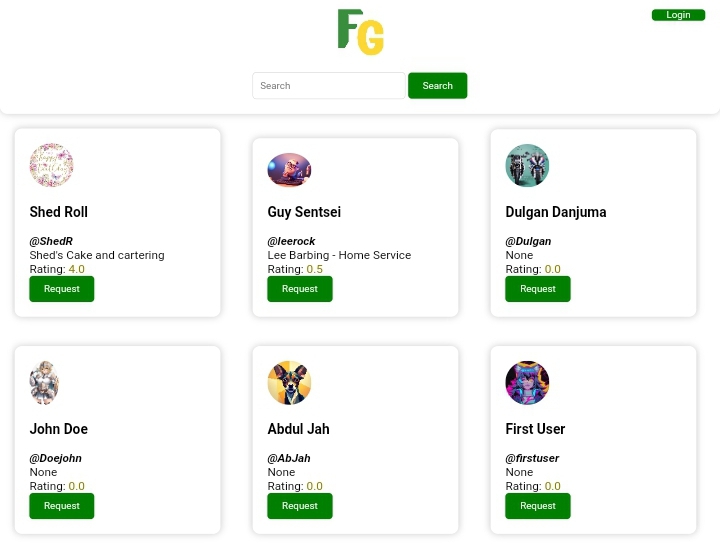 FG
Login
Search
Search
happy
birthday
Shed Roll
@ShedR
Shed's Cake and cartering
Rating: 4.0
Request
Guy Sentsei
@leerock
Lee Barbing - Home Service
Rating: 0.5
Request
Dulgan Danjuma
@Dulgan
None
Rating: 0.0
Request
John Doe
@Doejohn
None
Rating: 0.0
Request
Abdul Jah
@AbJah
None
Rating: 0.0
Request
First User
@firstuser
None
Rating: 0.0
Request